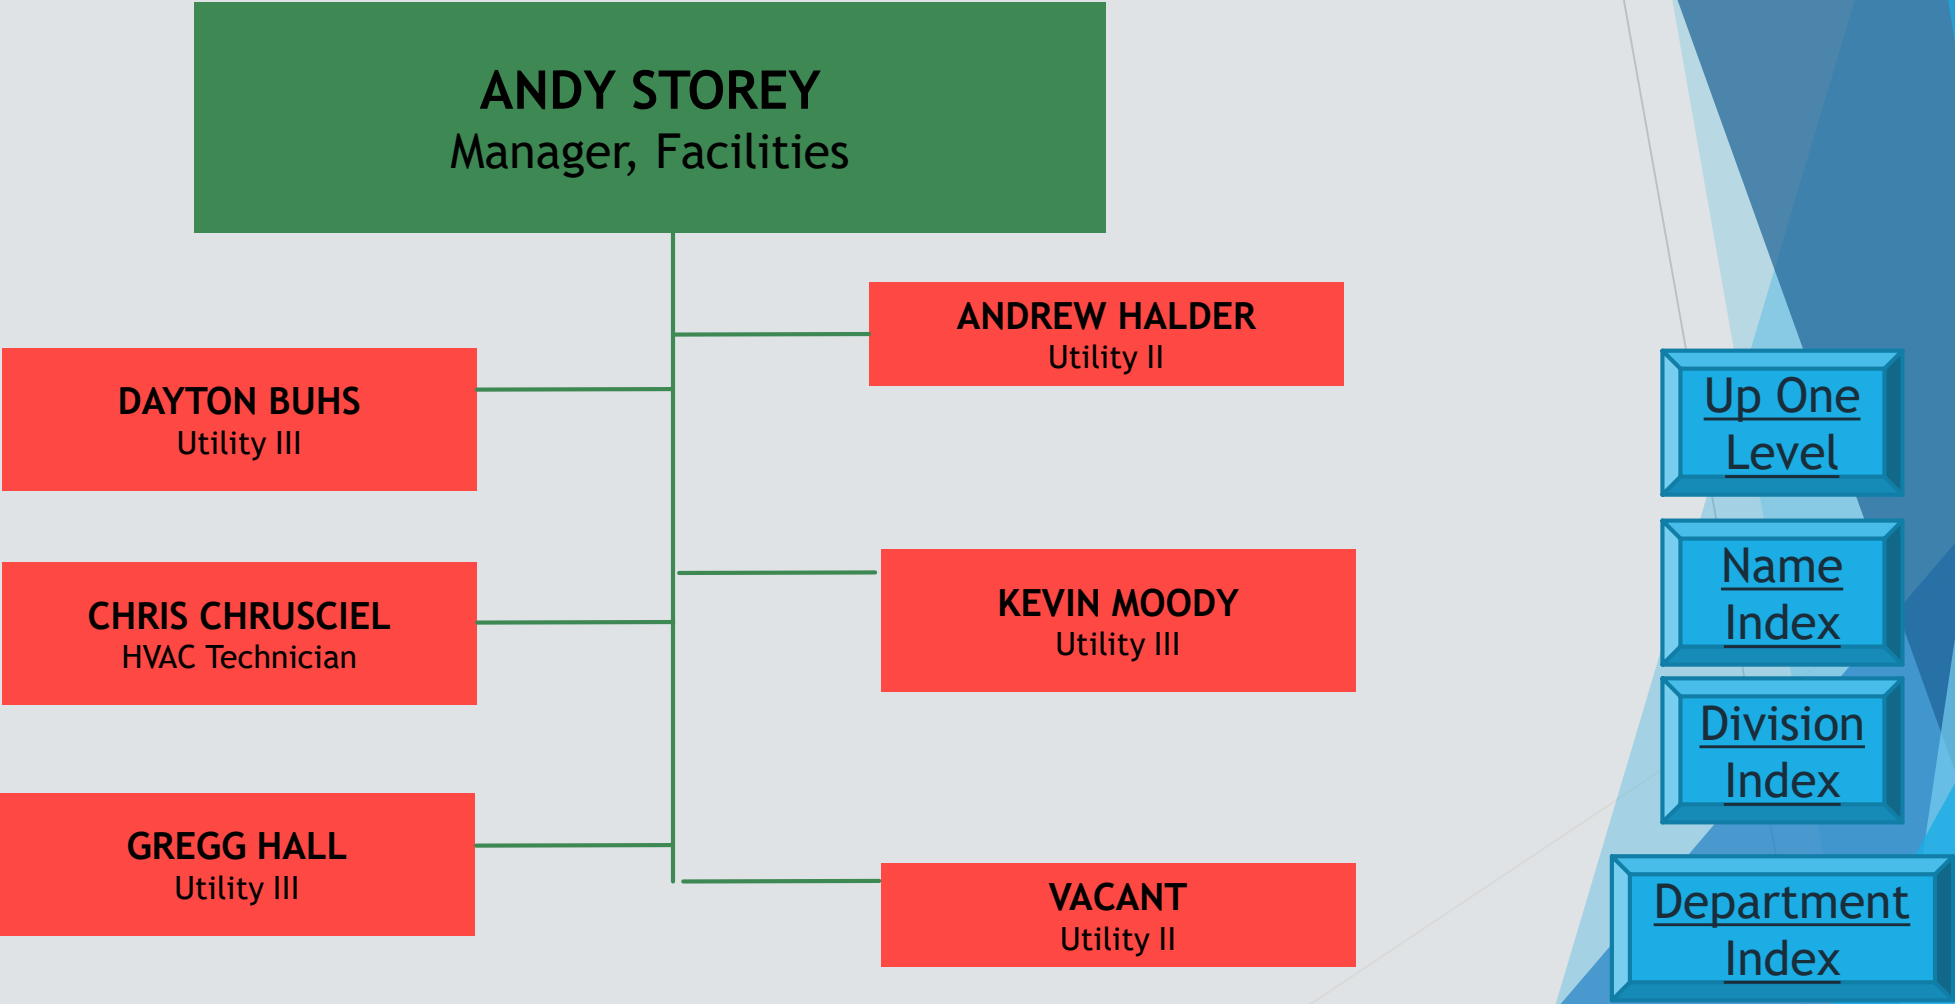 ANDY STOREY
Manager, Facilities
ANDREW HALDER
Utility II
DAYTON BUHS
Utility III
CHRIS CHRUSCIEL
HVAC Technician
KEVIN MOODY
Utility III
GREGG HALL
Utility III
VACANT
Utility II
Up One
Level
Name
Index
Division
Index
Department
Index